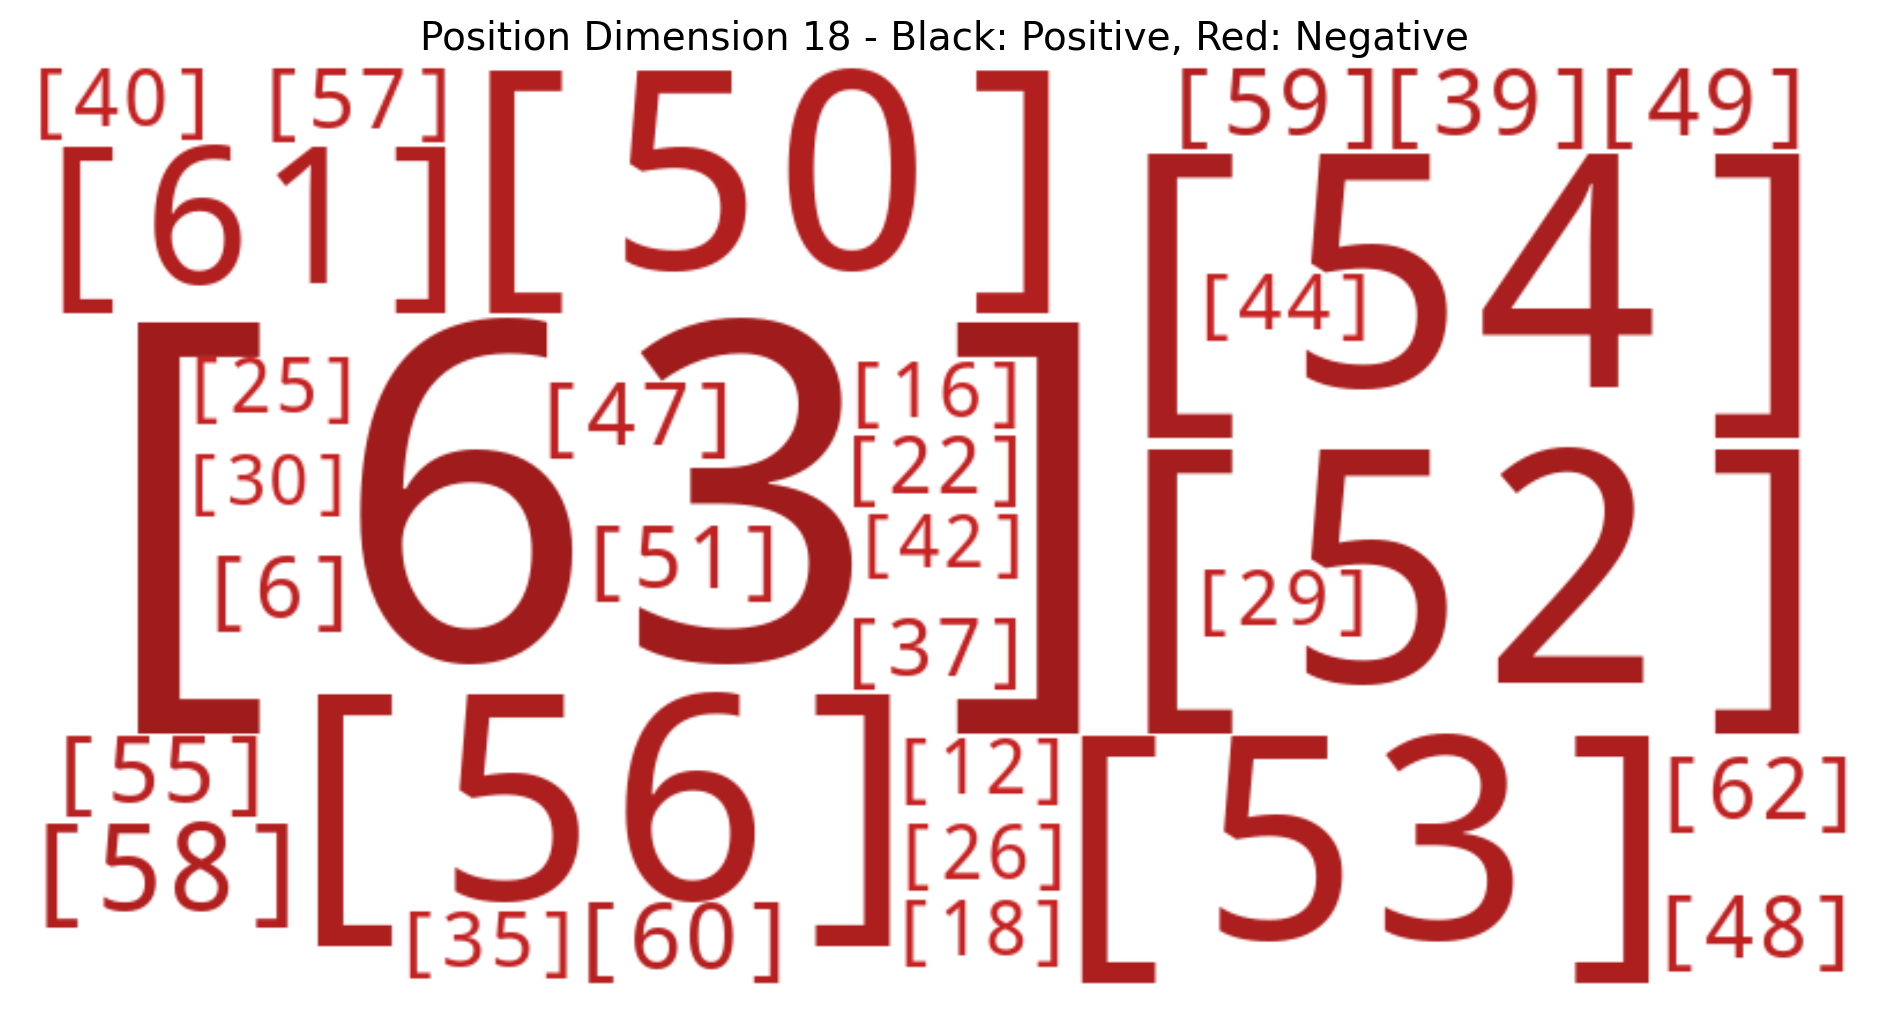 Position Dimension 18 - Black: Positive, Red: Negative
[40] [57] [50] [59] [39] [49]
[61] [54]
[44]
[63]
[25] [47] [16]
[30] [22]
[6] [51] [42]
[37]
[52]
[29]
[55] [56] [12] [53] [62]
[58] [26]
[35] [60] [18] [48]